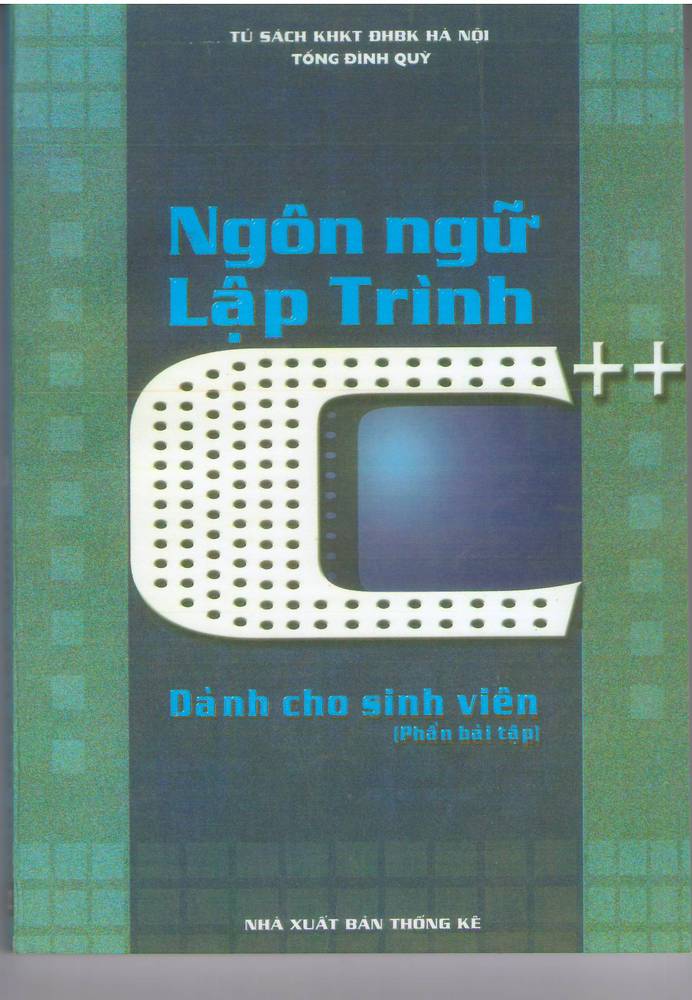 TỦ SÁCH KHKT ĐHBK HÀ NỘI
TỐNG ĐÌNH QUỲ
Ngôn ngữ
Lập Trình
C++
Dành cho sinh viên
(Phần bài tập)
NHÀ XUẤT BẢN THỐNG KÊ